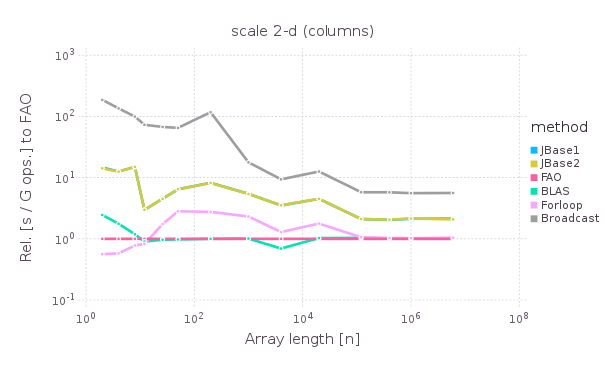 scale 2-d (columns)
Rel. [s / G ops.] to FAO
10^3
10^2
10^1
10^0
10^-1
10^0
10^2
10^4
10^6
10^8
Array length [n]
method
JBase1
JBase2
FAO
BLAS
Forloop
Broadcast